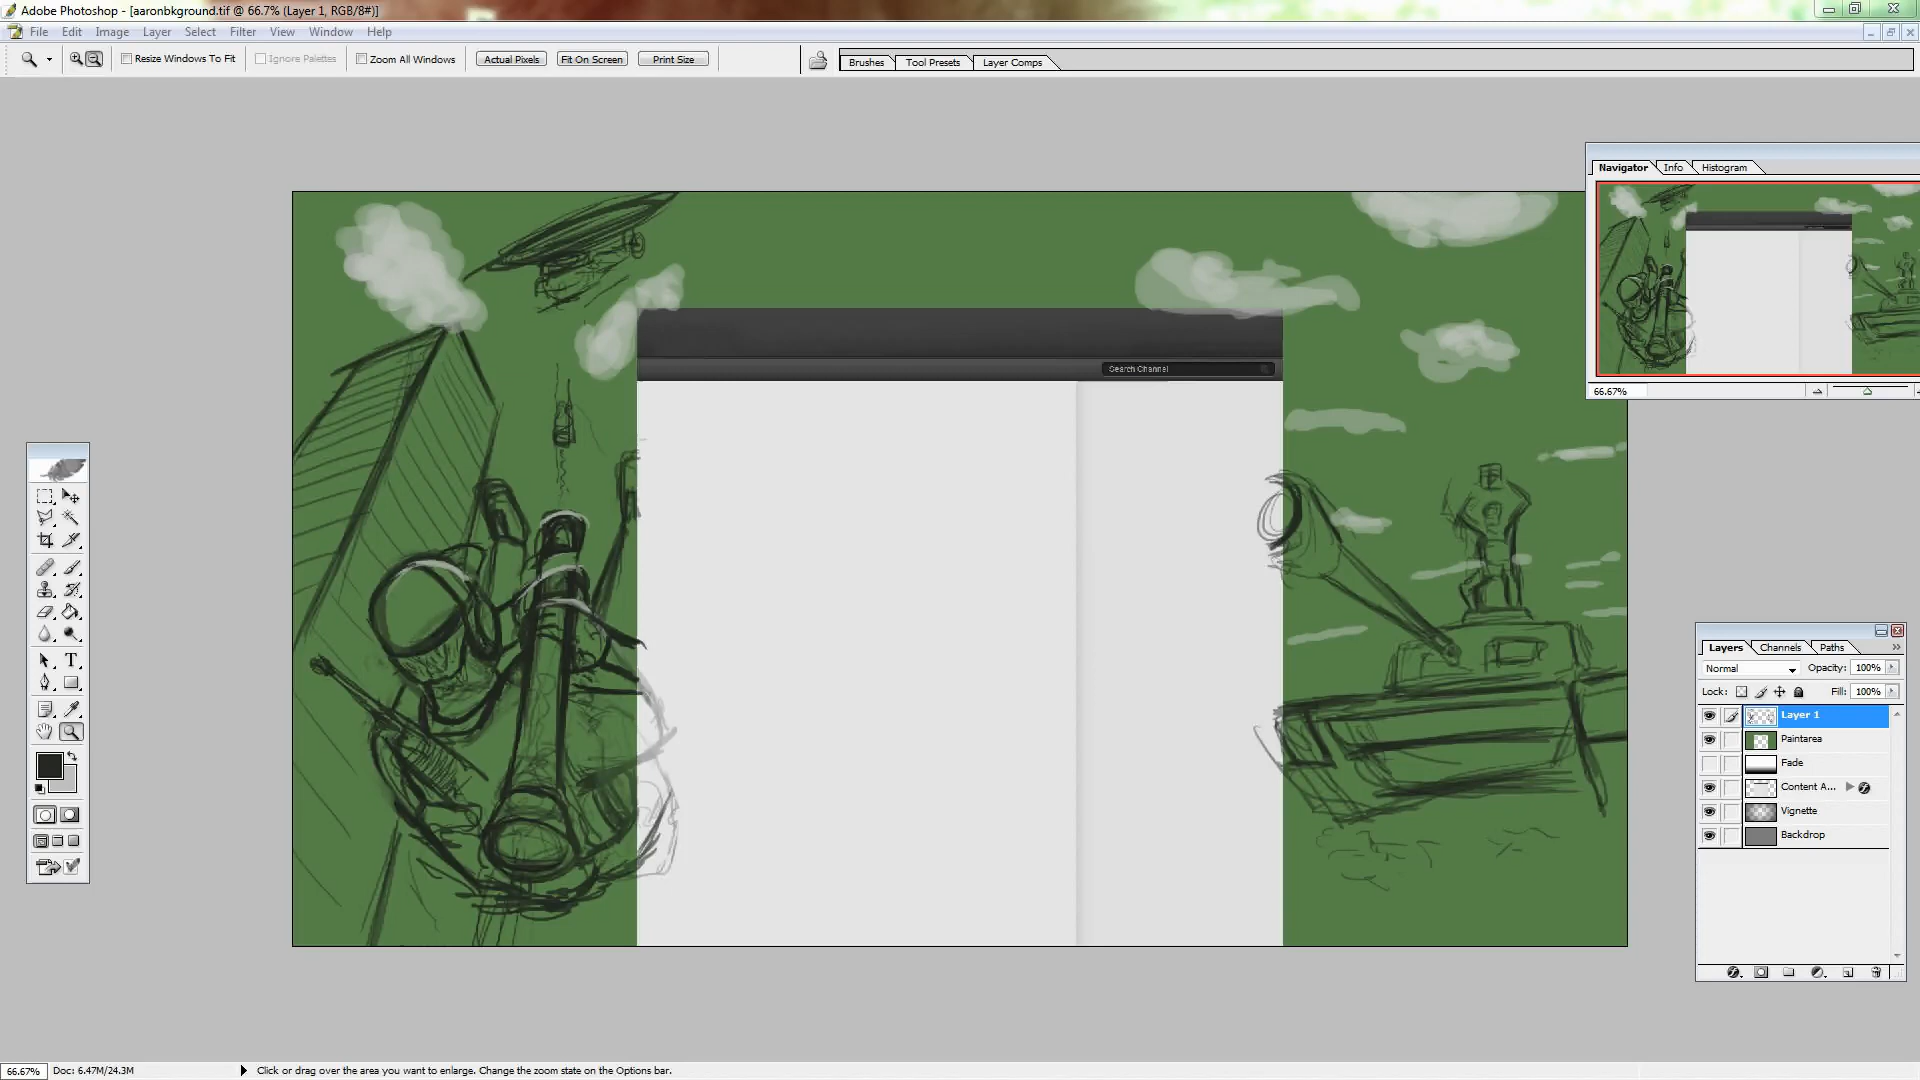 Adobe Photoshop - [aaronbkground.tif @ 66.7% (Layer 1, RGB/8#)]
File Edit Image Layer Select Filter View Window Help
Resize Windows To Fit Ignore Palettes Zoom All Windows Actual Pixels Fit On Screen Print Size Brushes Tool Presets Layer Comps
Navigator Info Histogram
66.67%
Search Channel
Layers Channels Paths
Normal Opacity: 100%
Lock: Fill: 100%
Layer 1
Paintarea
Fade
Content A...
Vignette
Backdrop
66.67% Doc: 6.47M/24.3M Click or drag over the area you want to enlarge. Change the zoom state on the Options bar.